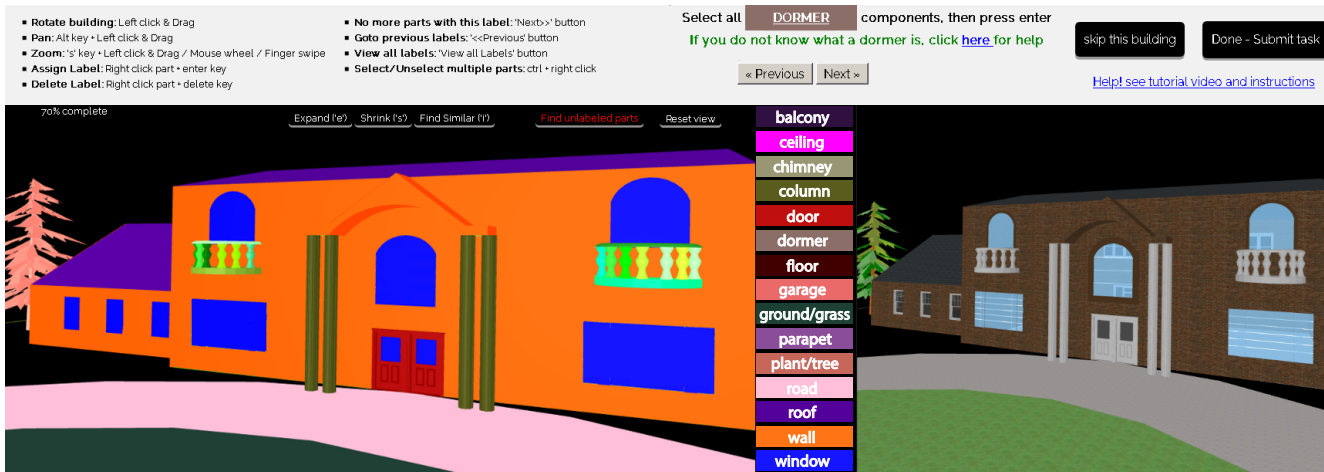 Rotate building: Left click & Drag
Pan: Alt key + Left click & Drag
Zoom: 's' key + Left click & Drag / Mouse wheel / Finger swipe
Assign Label: Right click part + enter key
Delete Label: Right click part + delete key
No more parts with this label: 'Next>>' button
Goto previous labels: '<<Previous' button
View all labels: 'View all Labels' button
Select/Unselect multiple parts: ctrl + right click
Select all DORMER components, then press enter
If you do not know what a dormer is, click here for help
« Previous Next »
skip this building
Done - Submit task
Help! see tutorial video and instructions
70% complete
Expand ('e') Shrink ('s') Find Similar ('i') Find unlabeled parts Reset view
balcony
ceiling
chimney
column
door
dormer
floor
garage
ground/grass
parapet
plant/tree
road
roof
wall
window